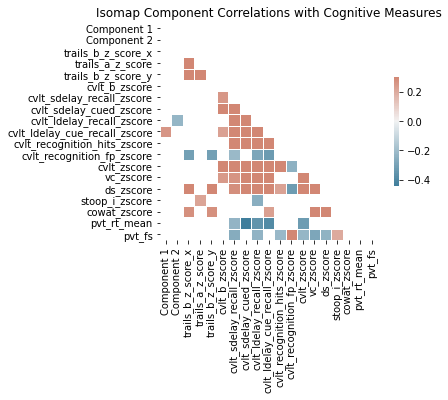 Isomap Component Correlations with Cognitive Measures
Component 1
Component 2
trails_b_z_score_x
trails_a_z_score
trails_b_z_score_y
cvlt_b_zscore
cvlt_sdelay_recall_zscore
cvlt_sdelay_cued_zscore
cvlt_ldelay_recall_zscore
cvlt_ldelay_cue_recall_zscore
cvlt_recognition_hits_zscore
cvlt_recognition_fp_zscore
cvlt_zscore
vc_zscore
ds_zscore
stoop_i_zscore
cowat_zscore
pvt_rt_mean
pvt_fs
0.2
0.0
−0.2
−0.4
Component 1
Component 2
trails_b_z_score_x
trails_a_z_score
trails_b_z_score_y
cvlt_b_zscore
cvlt_sdelay_recall_zscore
cvlt_sdelay_cued_zscore
cvlt_ldelay_recall_zscore
cvlt_ldelay_cue_recall_zscore
cvlt_recognition_hits_zscore
cvlt_recognition_fp_zscore
cvlt_zscore
vc_zscore
ds_zscore
stoop_i_zscore
cowat_zscore
pvt_rt_mean
pvt_fs